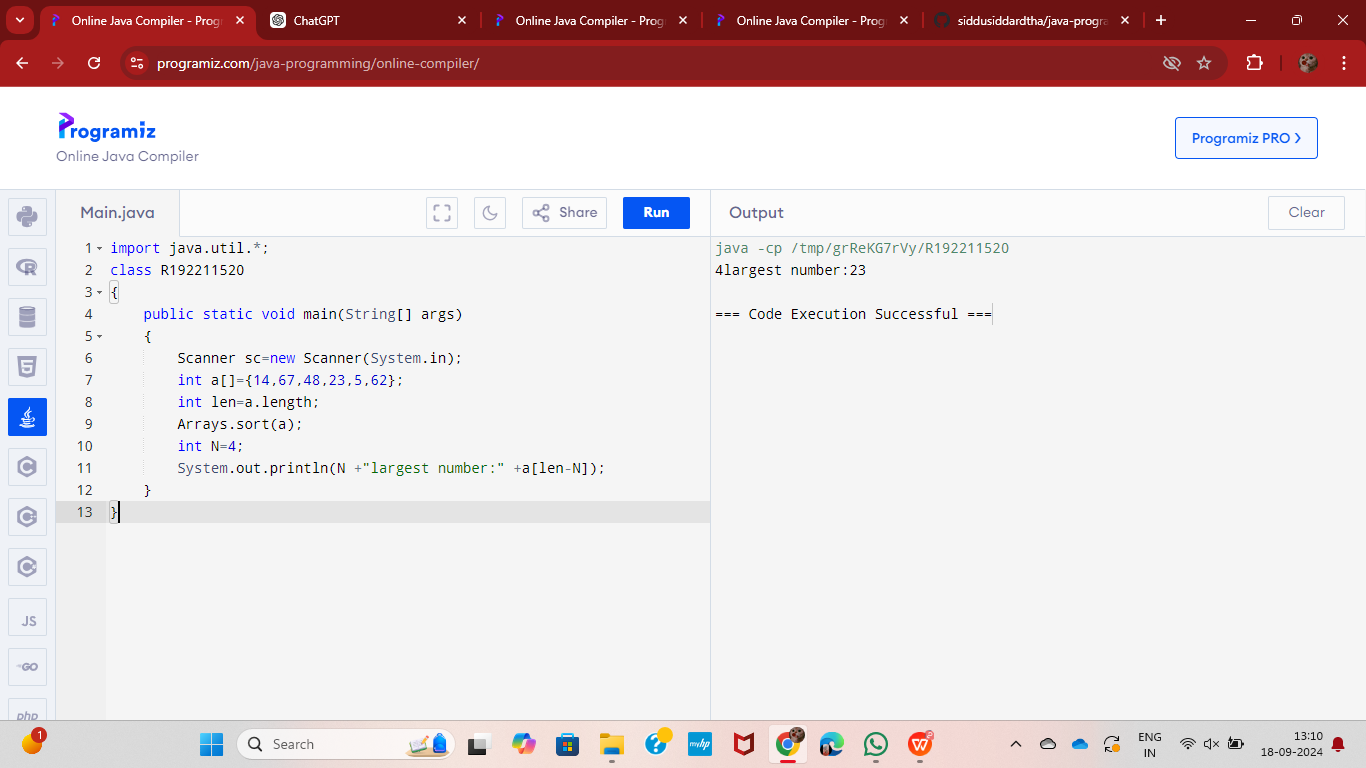 Online Java Compiler - Prog
ChatGPT
Online Java Compiler - Prog
Online Java Compiler - Prog
siddusiddardtha/java-progra
programiz.com/java-programming/online-compiler/
Programiz
Online Java Compiler
Programiz PRO
Main.java
Share
Run
Output
Clear
1 import java.util.*;
2 class R192211520
3 {
4 public static void main(String[] args)
5 {
6 Scanner sc=new Scanner(System.in);
7 int a[]={14,67,48,23,5,62};
8 int len=a.length;
9 Arrays.sort(a);
10 int N=4;
11 System.out.println(N +"largest number:" +a[len-N]);
12 }
13 }
java -cp /tmp/grReKG7rVy/R192211520
4largest number:23
=== Code Execution Successful ===
JS
GO
php
1
Search
myhp
ENG
IN
13:10
18-09-2024